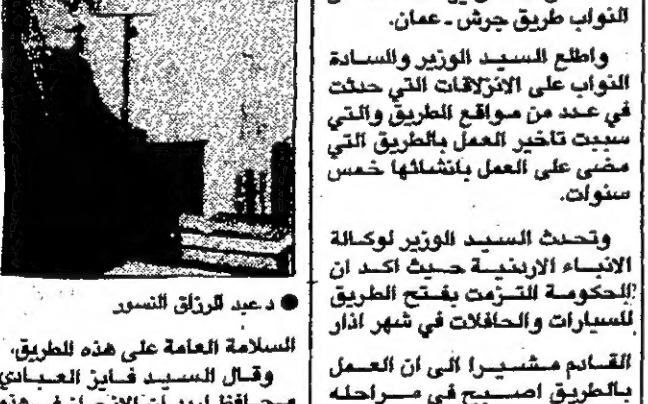 النواب طريق جرش - عمان.
واطلع السيد الوزير والسادة
النواب على الانزلاقات التي حدثت
في عدد من مواقع الطريق والتي
سببت تاخير العمل بالطريق التي
مضى على العمل بانشائها خمس
سنوات.
وتحدث السيد الوزير لوكالة
الانباء الاردنية حيث اكد ان
الحكومة التزمت بفتح الطريق
للسيارات والحافلات في شهر اذار
القادم مشيرا الى ان العمل
بالطريق اصبح في مراحله
● د. عبد الرزاق النسور
السلامة العامة على هذه الطريق،
وقال السيد فايز العبادي